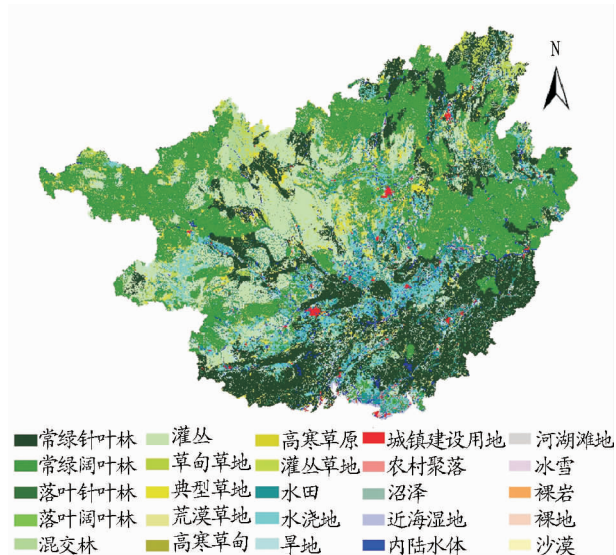 N
常绿针叶林 灌丛 高寒草原 城镇建设用地 河湖滩地
常绿阔叶林 草甸草地 灌丛草地 农村聚落 冰雪
落叶针叶林 典型草地 水田 沼泽 裸岩
落叶阔叶林 荒漠草地 水浇地 近海湿地 裸地
混交林 高寒草甸 旱地 内陆水体 沙漠